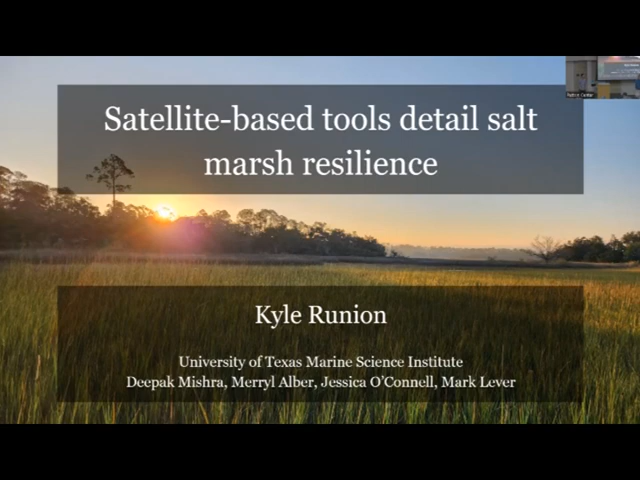 Satellite-based tools detail salt
marsh resilience
Kyle Runion
University of Texas Marine Science Institute
Deepak Mishra, Merryl Alber, Jessica O'Connell, Mark Lever